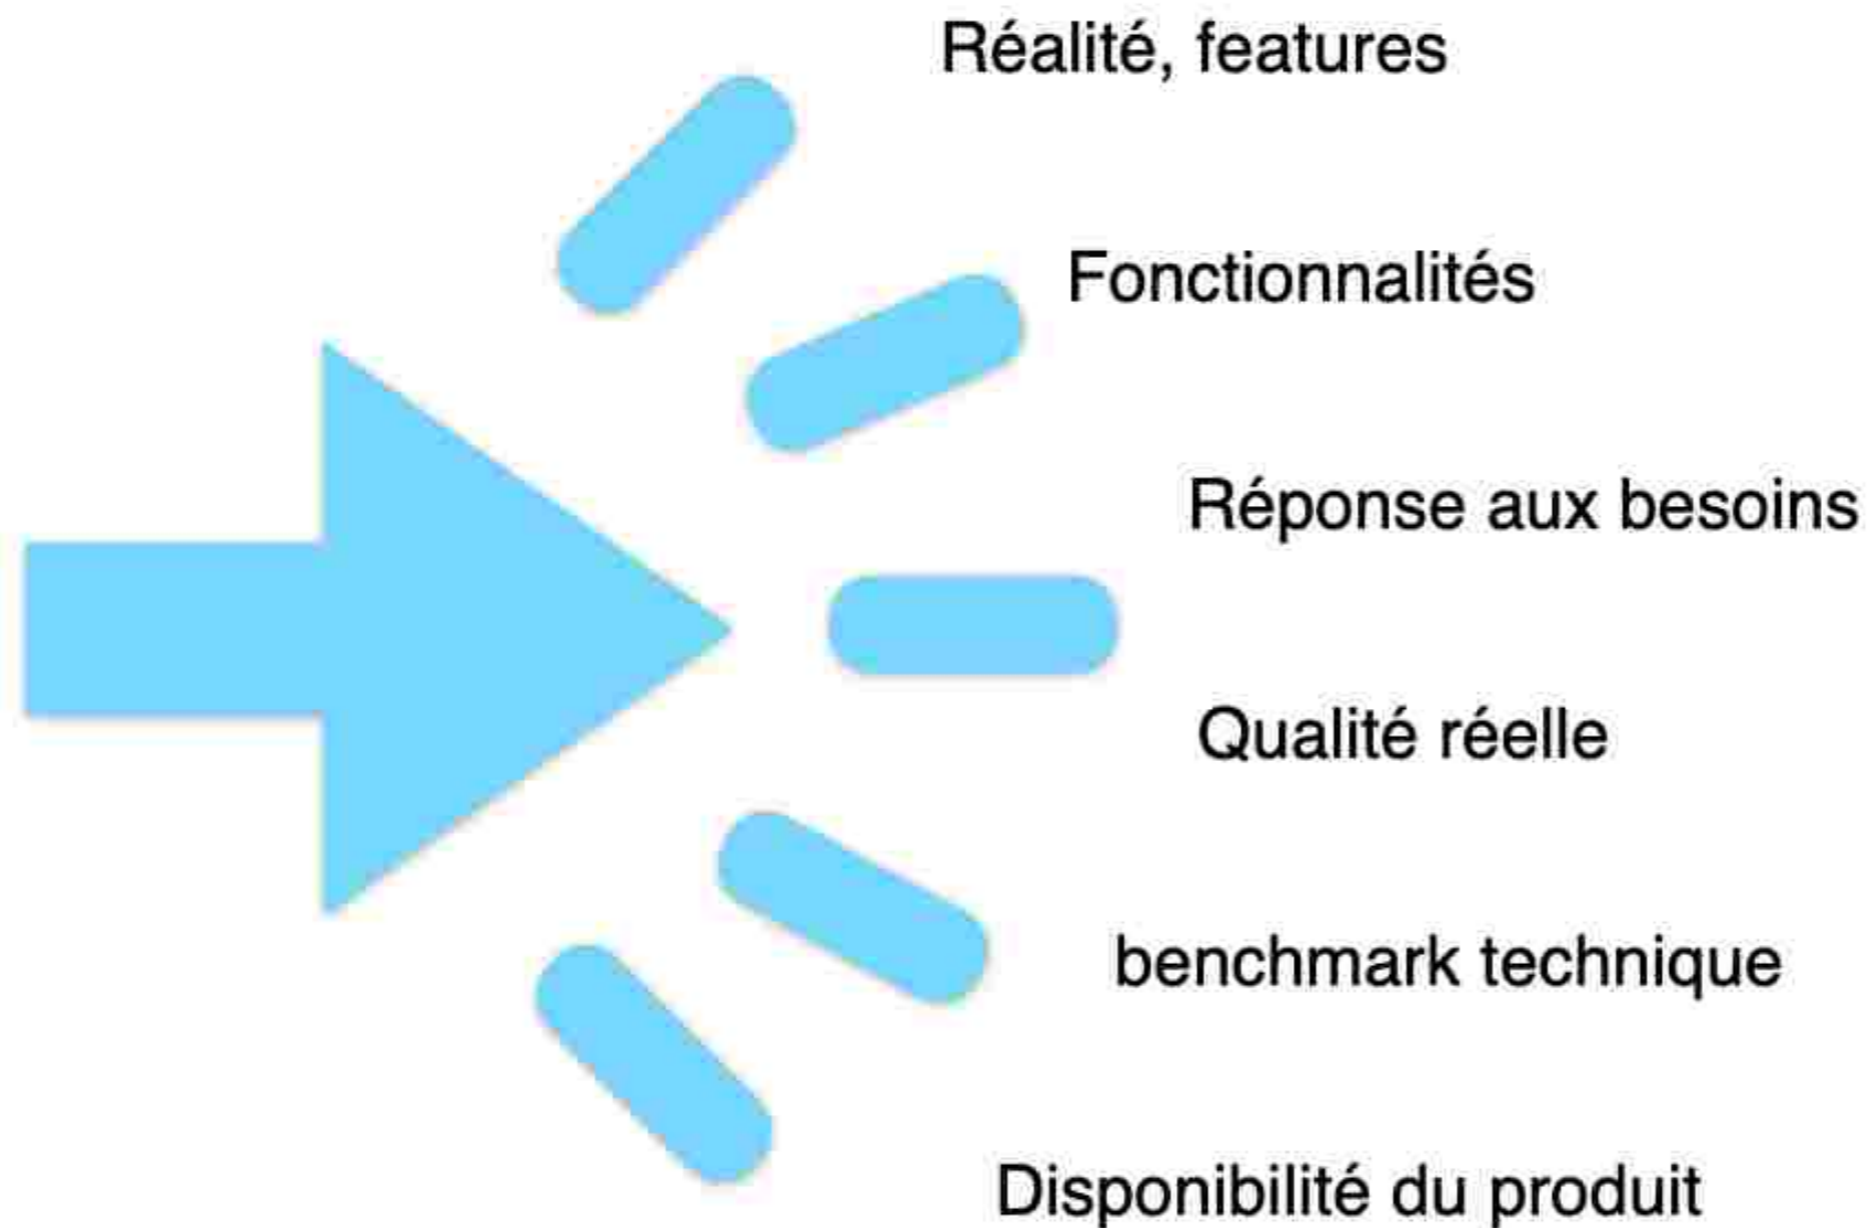 Réalité, features
Fonctionnalités
Réponse aux besoins
Qualité réelle
benchmark technique
Disponibilité du produit